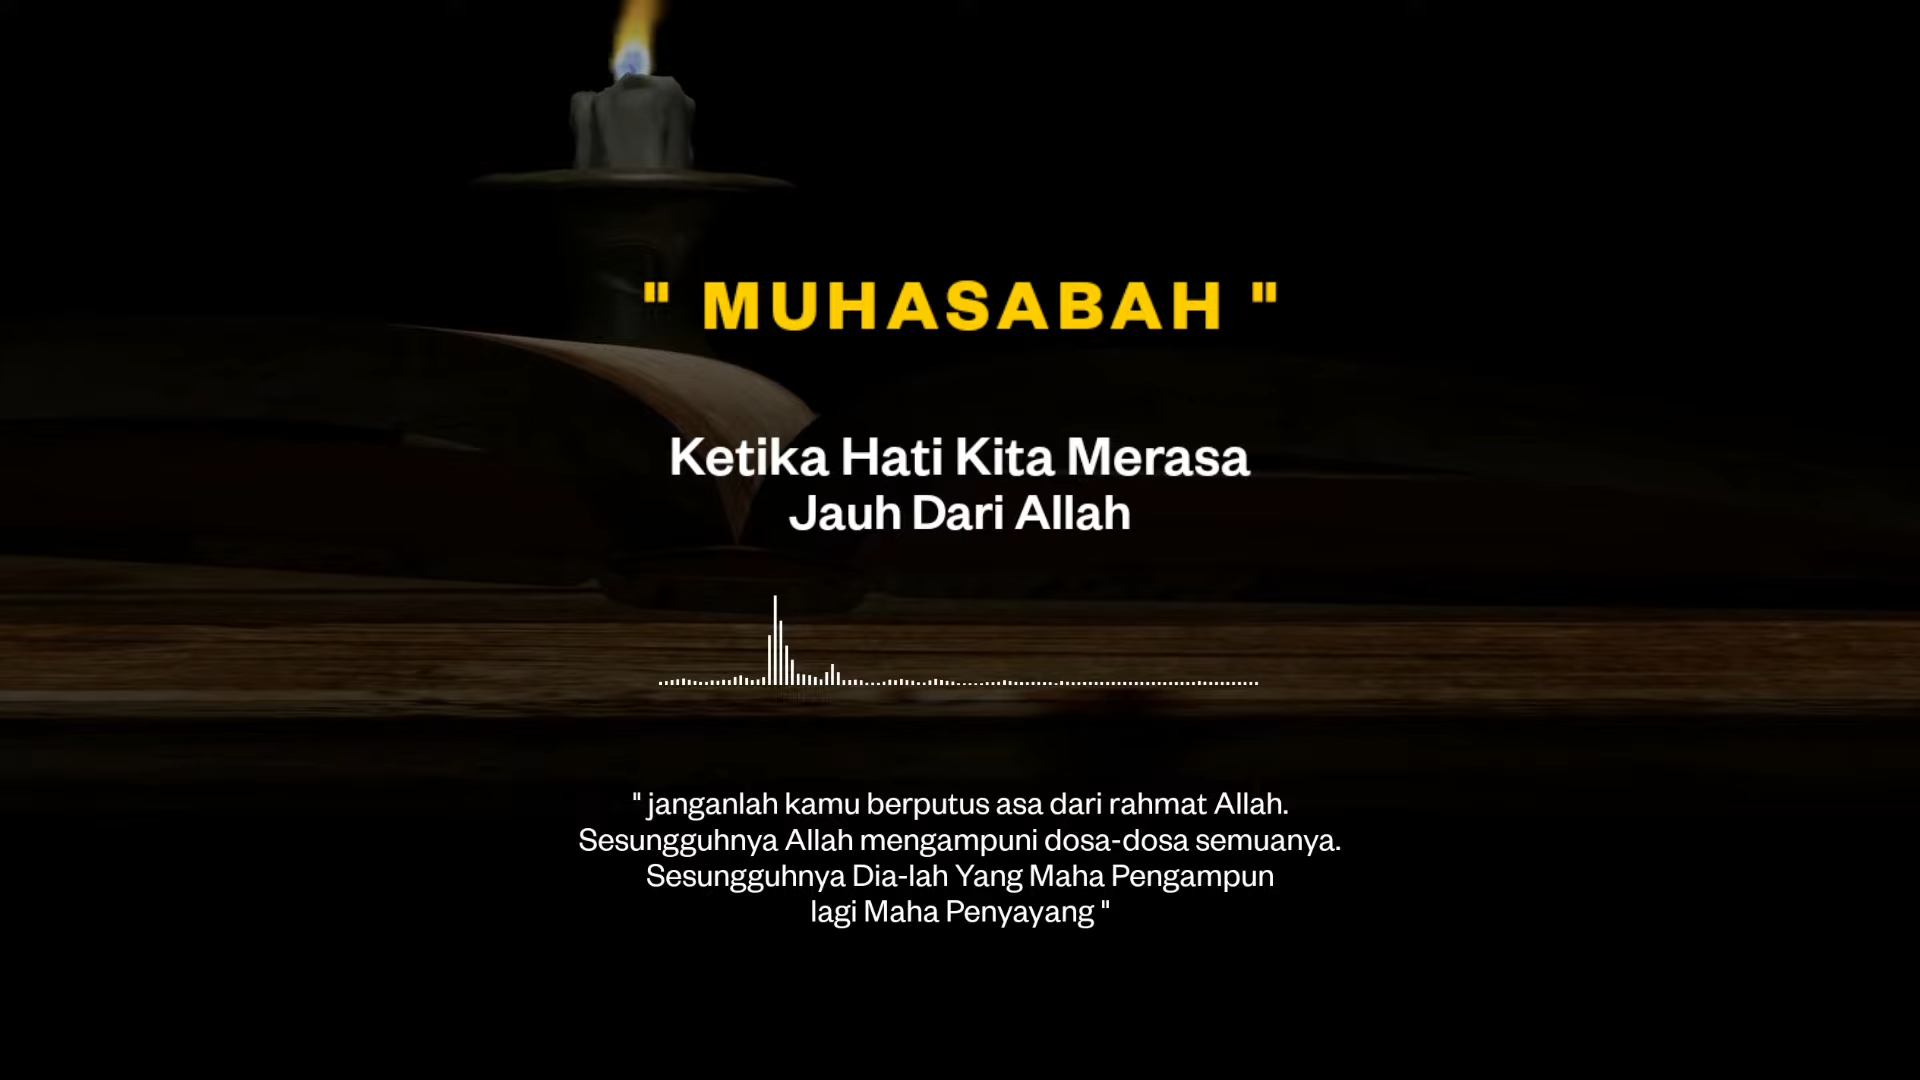 " MUHASABAH "
Ketika Hati Kita Merasa
Jauh Dari Allah
" janganlah kamu berputus asa dari rahmat Allah.
Sesungguhnya Allah mengampuni dosa-dosa semuanya.
Sesungguhnya Dia-lah Yang Maha Pengampun
lagi Maha Penyayang "